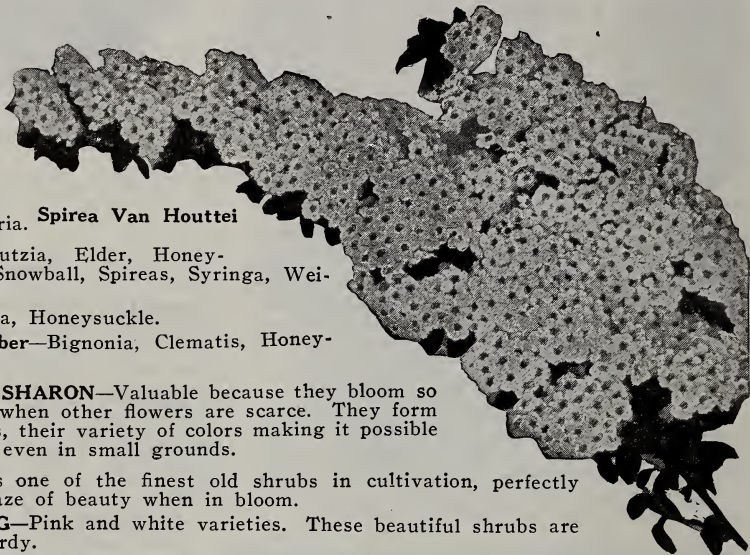 ria. Spirea Van Houttei
utzia, Elder, Honey-
Snowball, Spireas, Syringa, Wei-
a, Honeysuckle.
ber—Bignonia, Clematis, Honey-
SHARON—Valuable because they bloom so
when other flowers are scarce. They form
s, their variety of colors making it possible
even in small grounds.
s one of the finest old shrubs in cultivation, perfectly
aze of beauty when in bloom.
G—Pink and white varieties. These beautiful shrubs are
rdy.